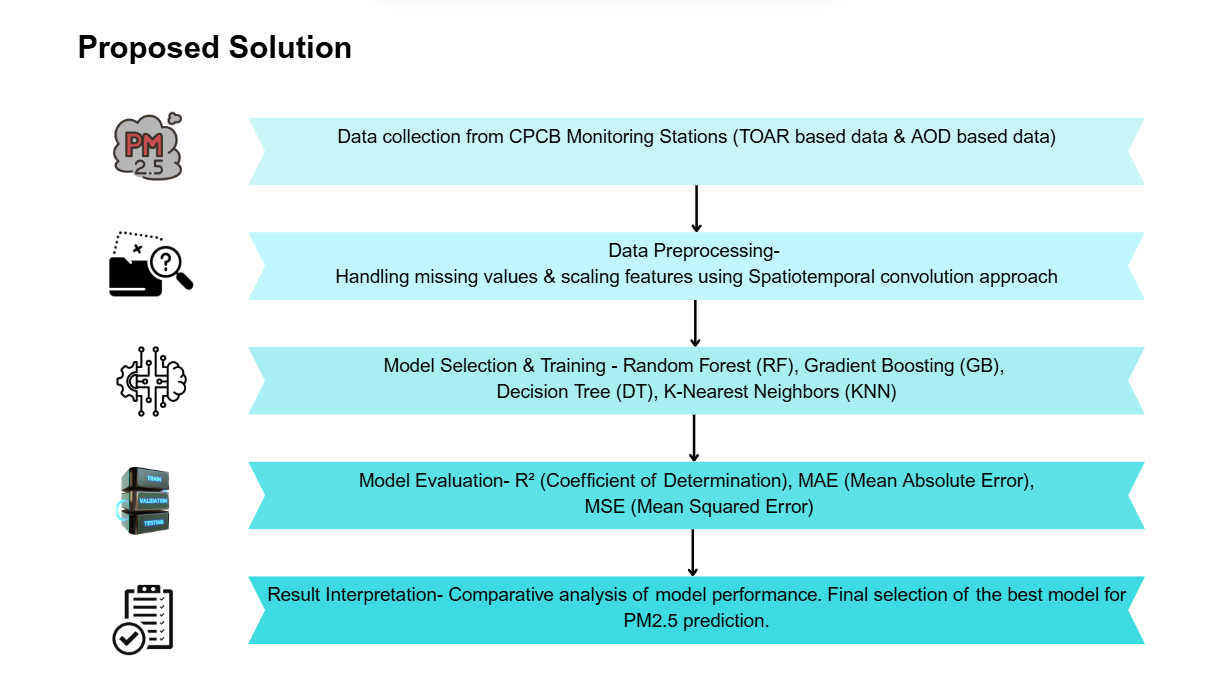 Proposed Solution
PM
2.5
Data collection from CPCB Monitoring Stations (TOAR based data & AOD based data)
?
Data Preprocessing-
Handling missing values & scaling features using Spatiotemporal convolution approach
Model Selection & Training - Random Forest (RF), Gradient Boosting (GB),
Decision Tree (DT), K-Nearest Neighbors (KNN)
TRAIN
VALIDATION
TESTING
Model Evaluation- R² (Coefficient of Determination), MAE (Mean Absolute Error),
MSE (Mean Squared Error)
Result Interpretation- Comparative analysis of model performance. Final selection of the best model for
PM2.5 prediction.